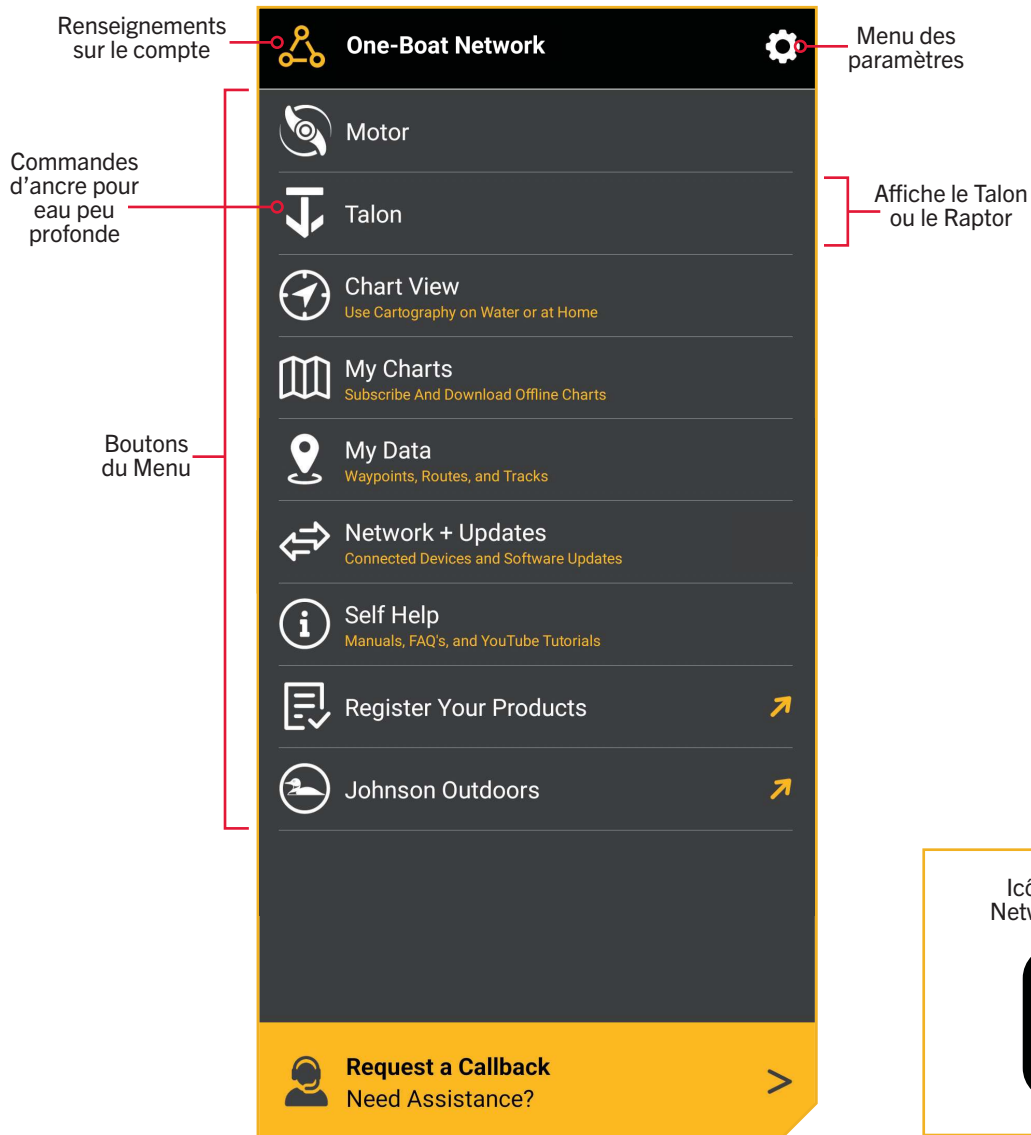 Renseignements
sur le compte
One-Boat Network
Menu des
paramètres
Motor
Commandes
d'ancre pour
eau peu
profonde
Talon
Affiche le Talon
ou le Raptor
Chart View
Use Cartography on Water or at Home
My Charts
Subscribe And Download Offline Charts
Boutons
du Menu
My Data
Waypoints, Routes, and Tracks
Network + Updates
Connected Devices and Software Updates
Self Help
Manuals, FAQ's, and YouTube Tutorials
Register Your Products
Johnson Outdoors
Request a Callback
Need Assistance?